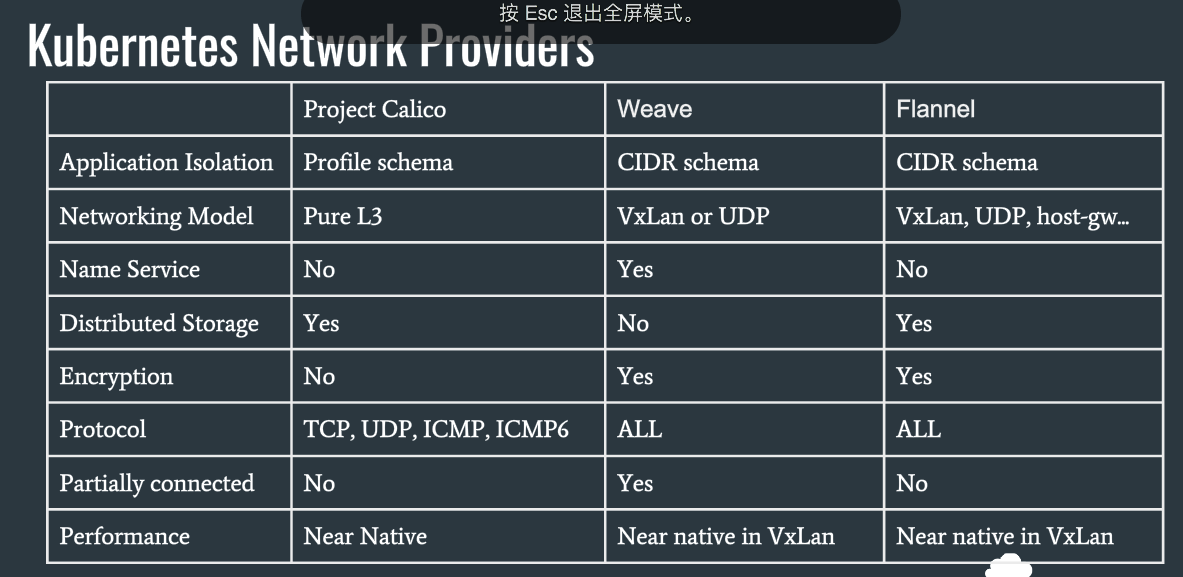 按 Esc 退出全屏模式。
Kubernetes Network Providers
Project Calico Weave Flannel
Application Isolation Profile schema CIDR schema CIDR schema
Networking Model Pure L3 VxLan or UDP VxLan, UDP, host-gw...
Name Service No Yes No
Distributed Storage Yes No Yes
Encryption No Yes Yes
Protocol TCP, UDP, ICMP, ICMP6 ALL ALL
Partially connected No Yes No
Performance Near Native Near native in VxLan Near native in VxLan